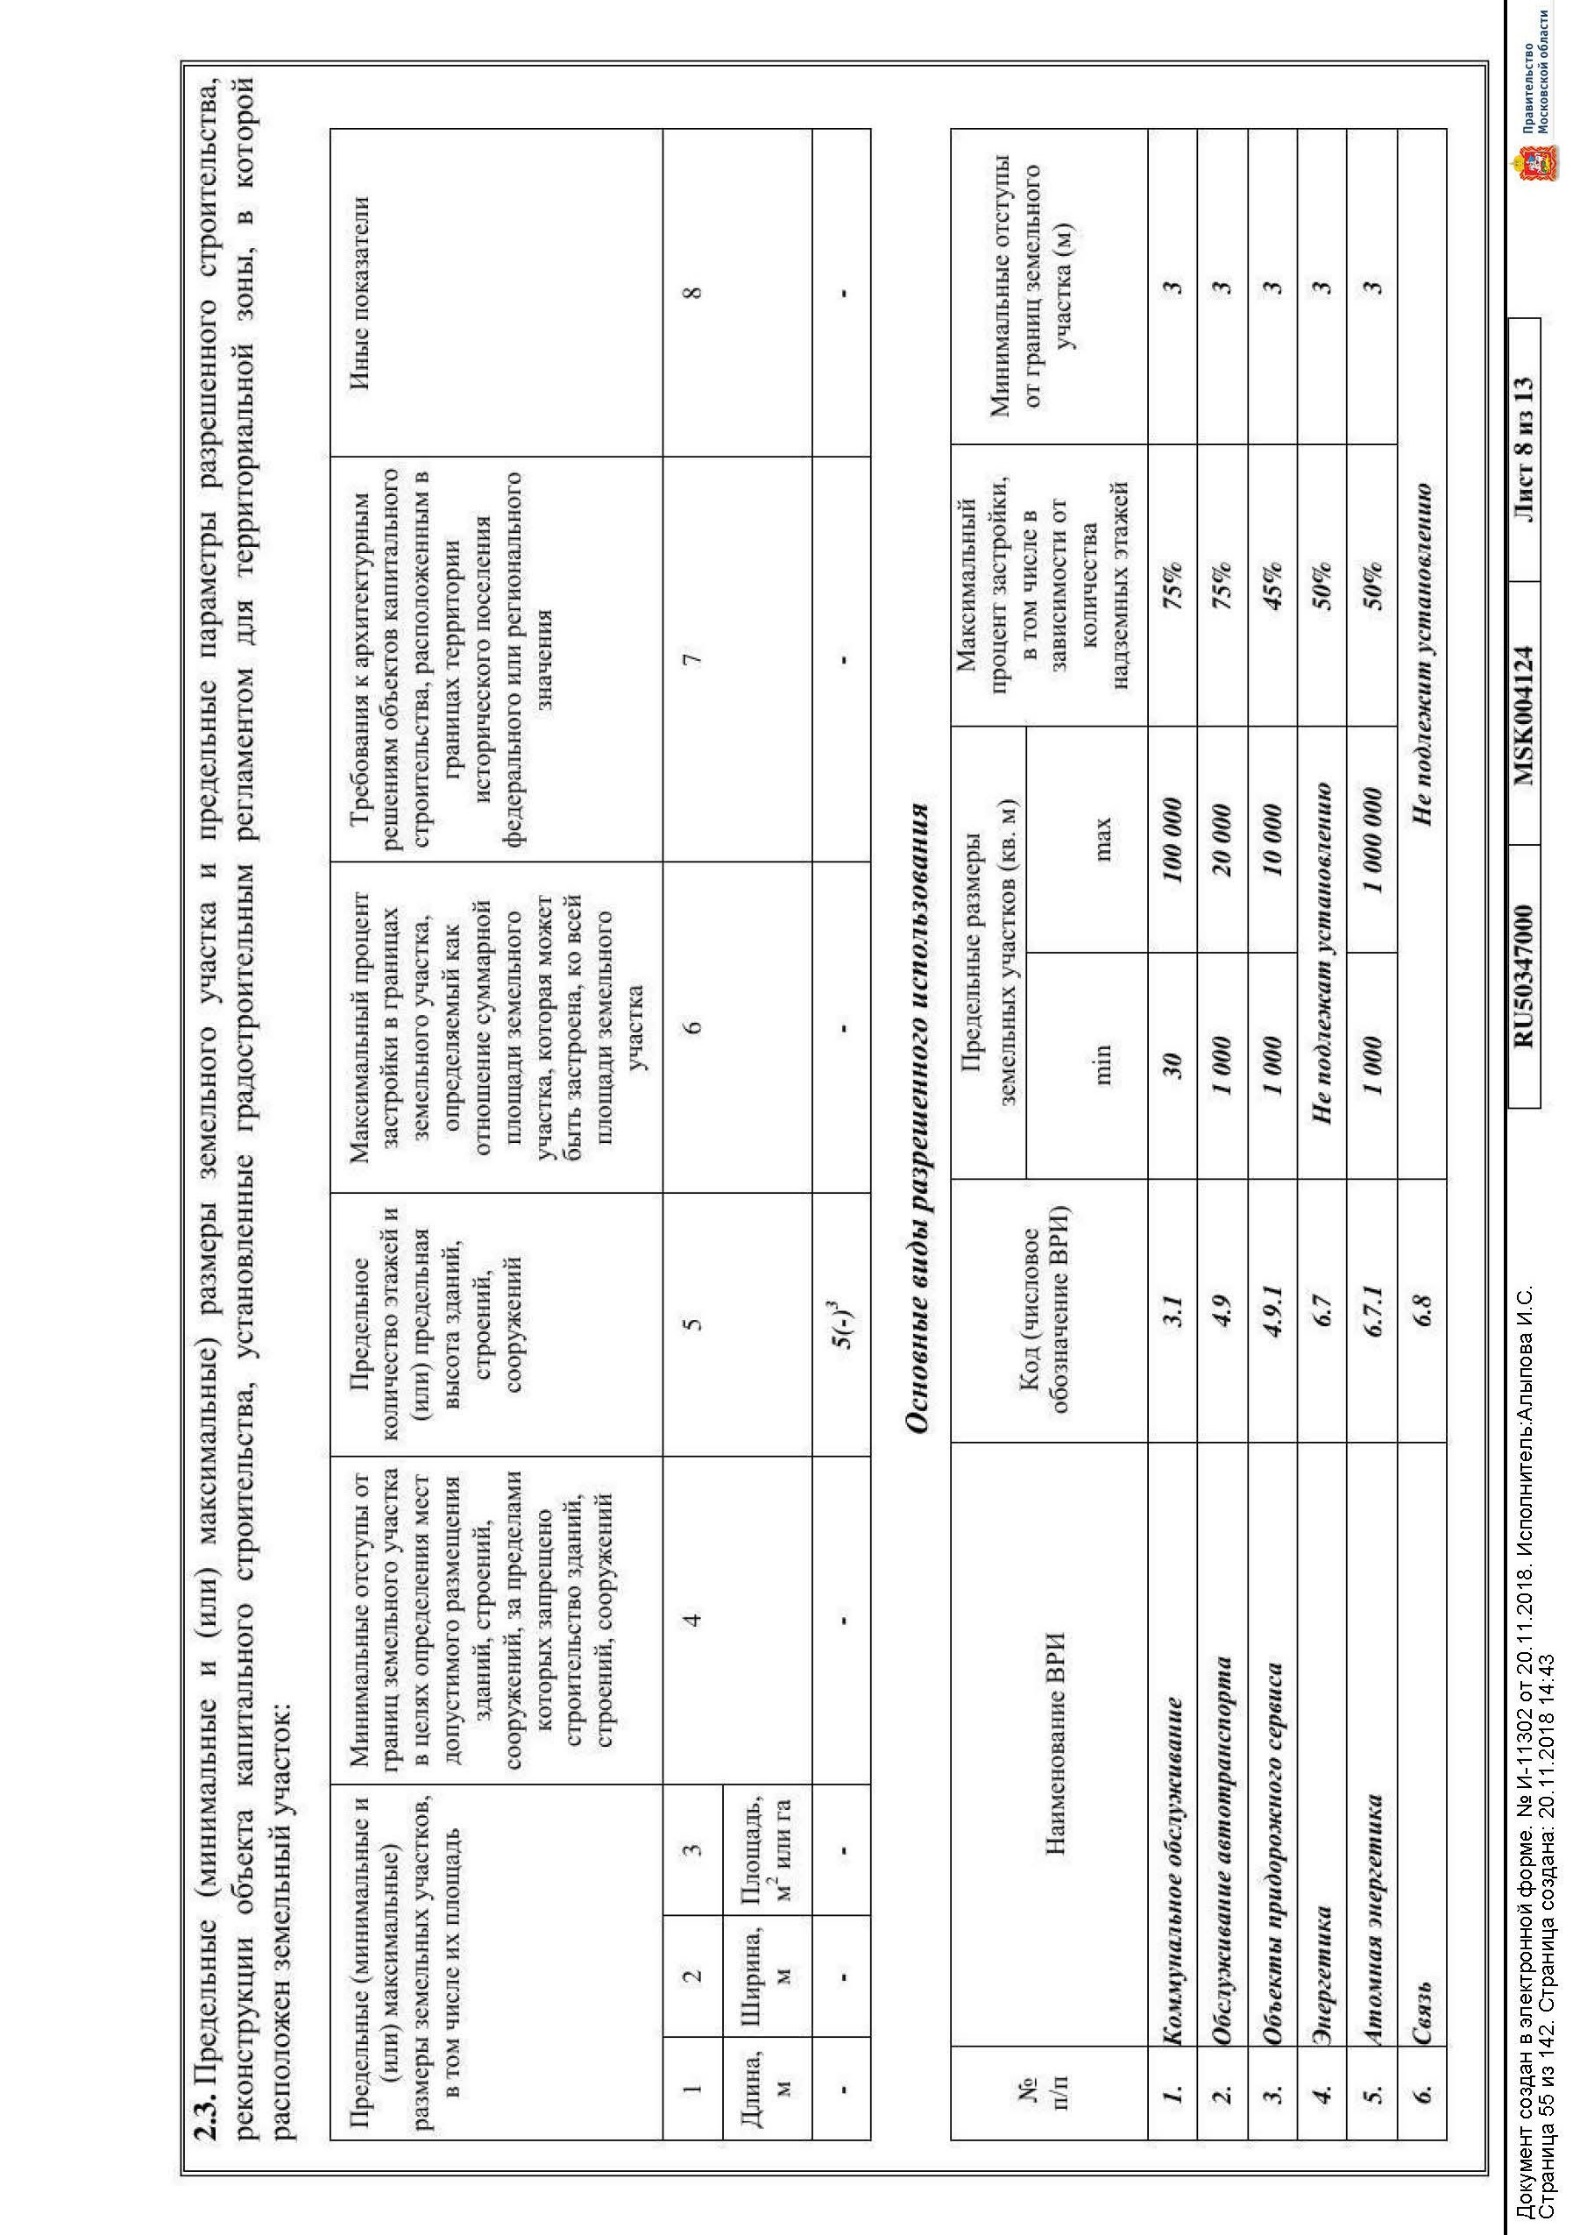 2.3. Предельные (минимальные и (или) максимальные) размеры земельного участка и предельные параметры разрешенного строительства,
реконструкции объекта капитального строительства, установленные градостроительным регламентом для территориальной зоны, в которой
расположен земельный участок:
Предельные (минимальные и
(или) максимальные)
размеры земельных участков,
в том числе их площадь
Минимальные отступы от
границ земельного участка
в целях определения мест
допустимого размещения
зданий, строений,
сооружений, за пределами
которых запрещено
строительство зданий,
строений, сооружений
Предельное
количество этажей и
(или) предельная
высота зданий,
строений,
сооружений
Максимальный процент
застройки в границах
земельного участка,
определяемый как
отношение суммарной
площади земельного
участка, которая может
быть застроена, ко всей
площади земельного
участка
Требования к архитектурным
решениям объектов капитального
строительства, расположенным в
границах территории
исторического поселения
федерального или регионального
значения
Иные показатели
1 2 3 4 5 6 7 8
Длина,
м
Ширина,
м
Площадь,
м² или га
- - - - 5(-)³ - - -
Основные виды разрешенного использования
№
п/п
Наименование ВРИ
Код (числовое
обозначение ВРИ)
Предельные размеры
земельных участков (кв. м)
min max
Максимальный
процент застройки,
в том числе в
зависимости от
количества
надземных этажей
Минимальные отступы
от границ земельного
участка (м)
1. Коммунальное обслуживание 3.1 30 100 000 75% 3
2. Обслуживание автотранспорта 4.9 1 000 20 000 75% 3
3. Объекты придорожного сервиса 4.9.1 1 000 10 000 45% 3
4. Энергетика 6.7 Не подлежат установлению 50% 3
5. Атомная энергетика 6.7.1 1 000 1 000 000 50% 3
6. Связь 6.8 Не подлежит установлению
RU50347000 MSK004124 Лист 8 из 13
Документ создан в электронной форме. № И-11302 от 20.11.2018. Исполнитель:Алыпова И.С.
Страница 55 из 142. Страница создана: 20.11.2018 14:43
Правительство
Московской области